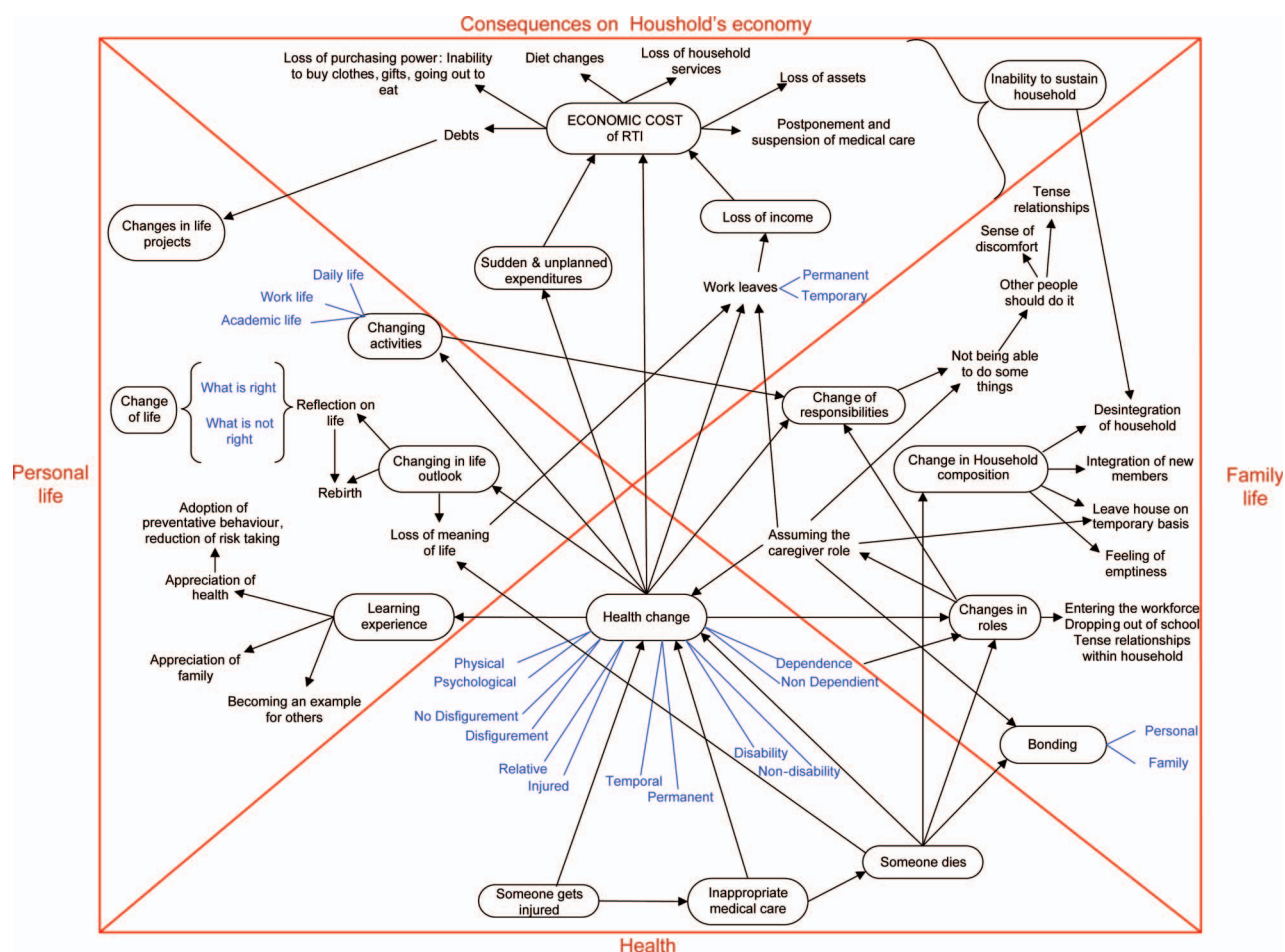 Consequences on Houshold's economy
Loss of purchasing power: Inability
to buy clothes, gifts, going out to
eat
Diet changes
Loss of household
services
Loss of assets
Inability to sustain
household
ECONOMIC COST
of RTI
Postponement and
suspension of medical care
Debts
Changes in life
projects
Loss of income
Tense
relationships
Sense of
discomfort
Sudden & unplanned
expenditures
Work leaves
Permanent
Temporary
Other people
should do it
Daily life
Work life
Academic life
Changing
activities
Not being able
to do some
things
Change of
life
What is right
What is not
right
Reflection on
life
Rebirth
Changing in life
outlook
Loss of meaning
of life
Change of
responsibilities
Desintegration
of household
Change in Household
composition
Integration of new
members
Leave house on
temporary basis
Feeling of
emptiness
Personal
life
Family
life
Adoption of
preventative behaviour,
reduction of risk taking
Appreciation of
health
Assuming the
caregiver role
Learning
experience
Health change
Changes in
roles
Entering the workforce
Dropping out of school
Tense relationships
within household
Appreciation of
family
Becoming an example
for others
Physical
Psychological
No Disfigurement
Disfigurement
Relative
Injured
Temporal
Permanent
Disability
Non-disability
Dependence
Non Dependient
Bonding
Personal
Family
Someone dies
Someone gets
injured
Inappropriate
medical care
Health